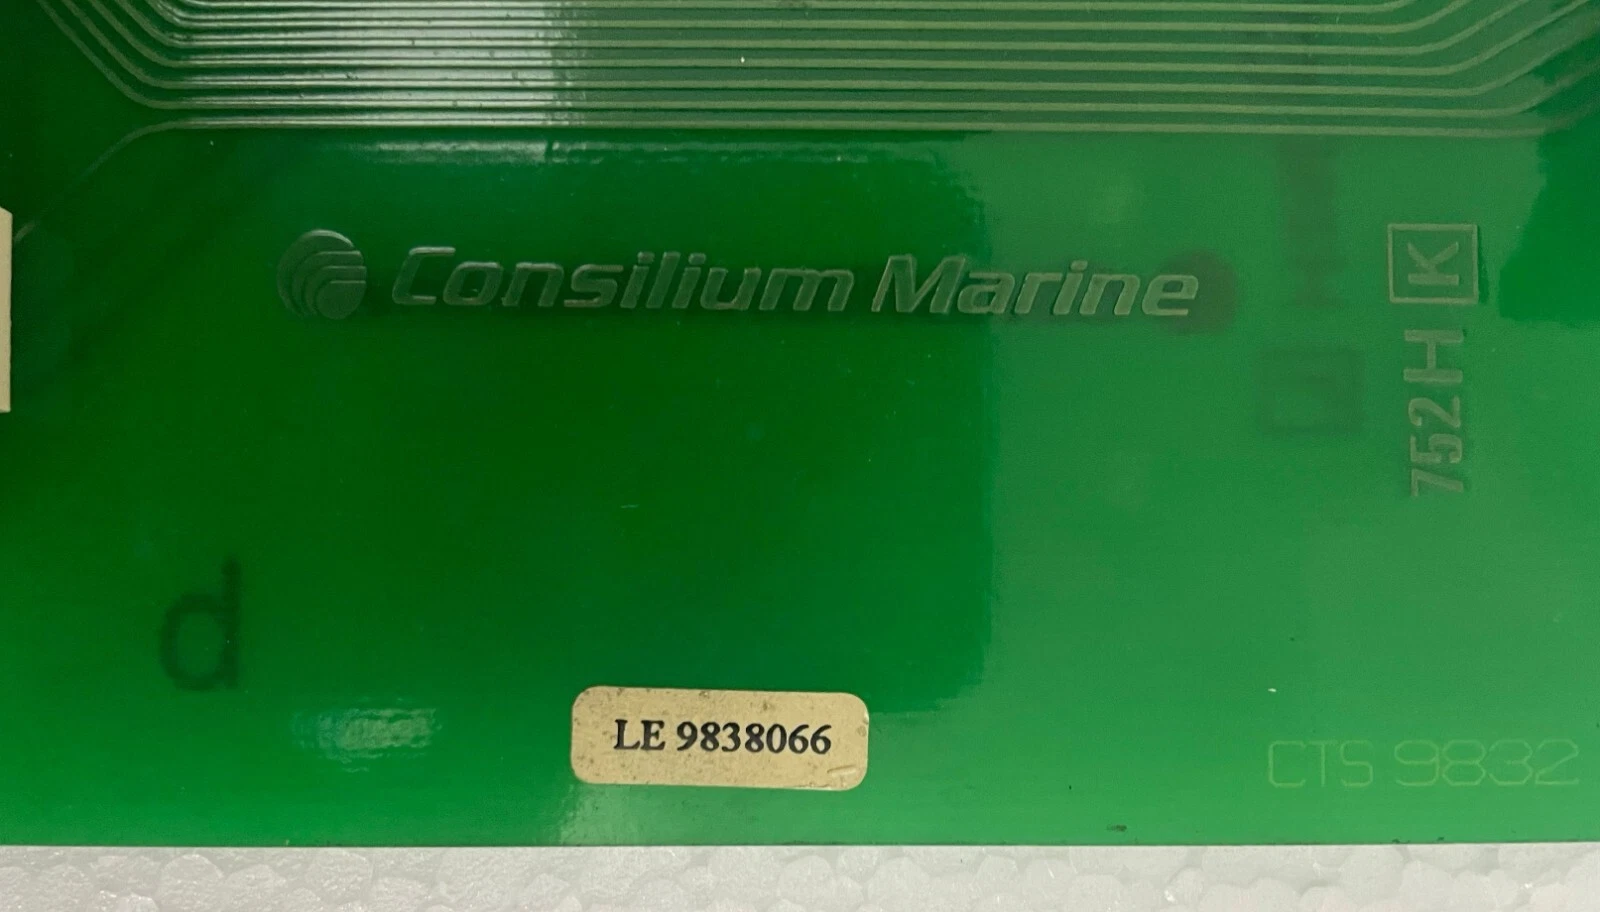 Consilium Marine
752H K
d
LE 9838066
CTS 9832